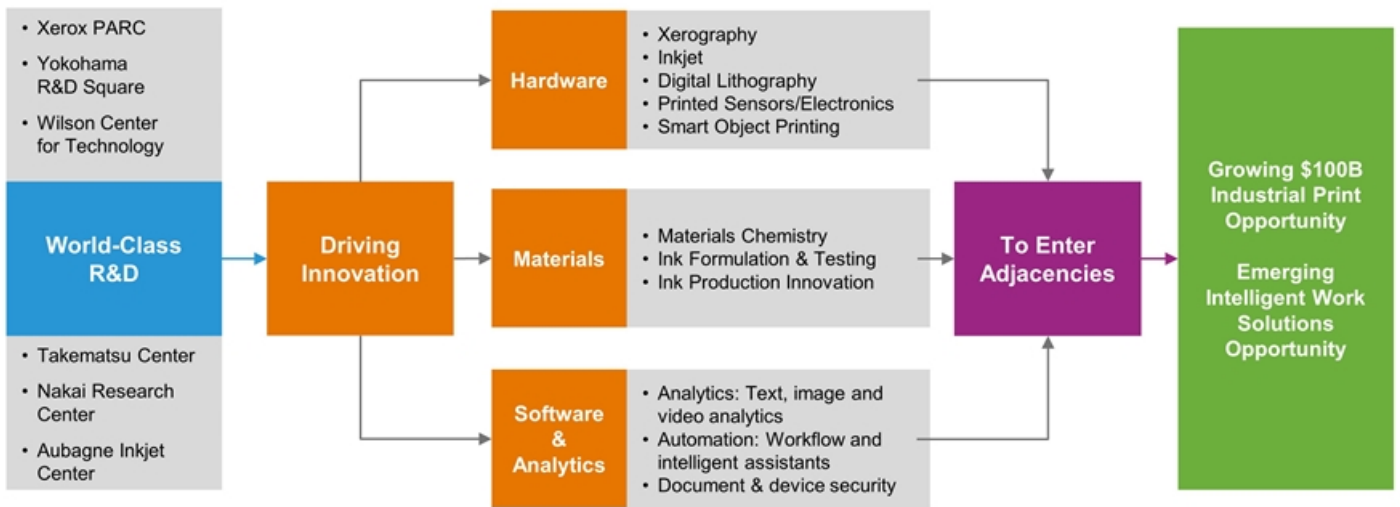 • Xerox PARC
• Yokohama
R&D Square
• Wilson Center
for Technology
World-Class
R&D
• Takematsu Center
• Nakai Research
Center
• Aubagne Inkjet
Center
Driving
Innovation
Hardware
• Xerography
• Inkjet
• Digital Lithography
• Printed Sensors/Electronics
• Smart Object Printing
Materials
• Materials Chemistry
• Ink Formulation & Testing
• Ink Production Innovation
Software
&
Analytics
• Analytics: Text, image and
video analytics
• Automation: Workflow and
intelligent assistants
• Document & device security
To Enter
Adjacencies
Growing $100B
Industrial Print
Opportunity
Emerging
Intelligent Work
Solutions
Opportunity